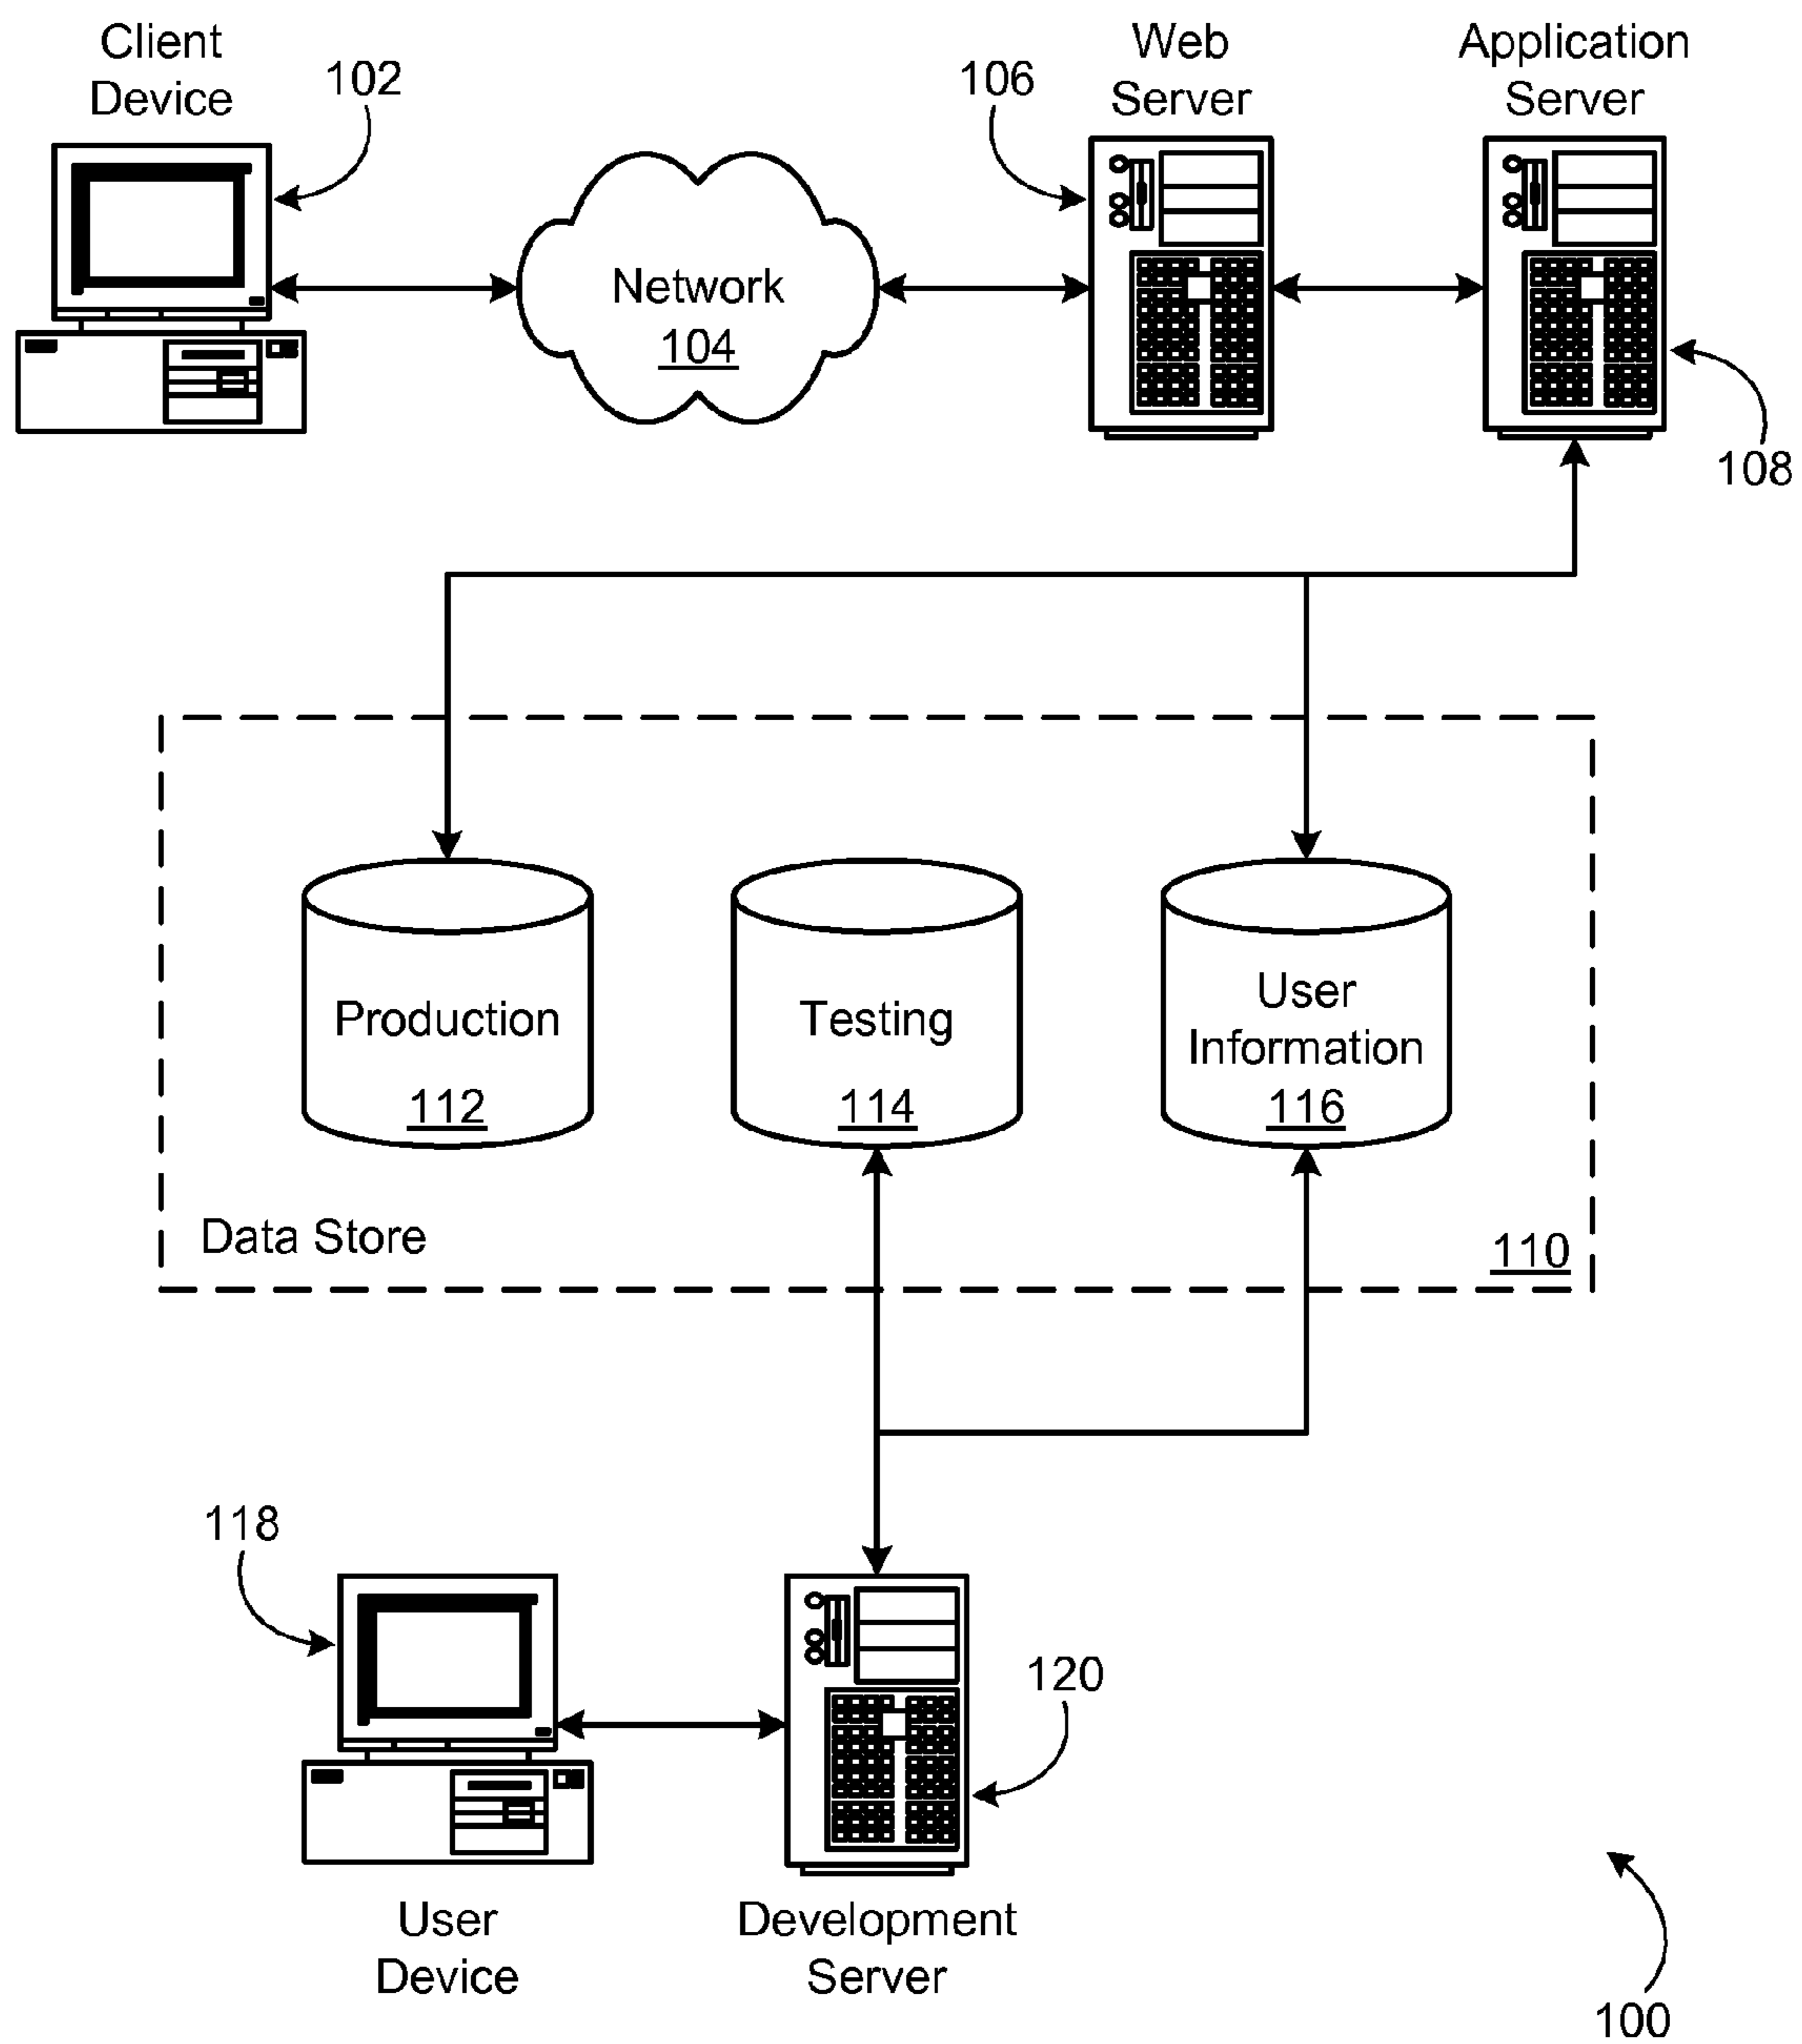 Client
Device
102
Network
104
106
Web
Server
Application
Server
108
Production
112
Testing
114
User
Information
116
Data Store
110
118
User
Device
120
Development
Server
100